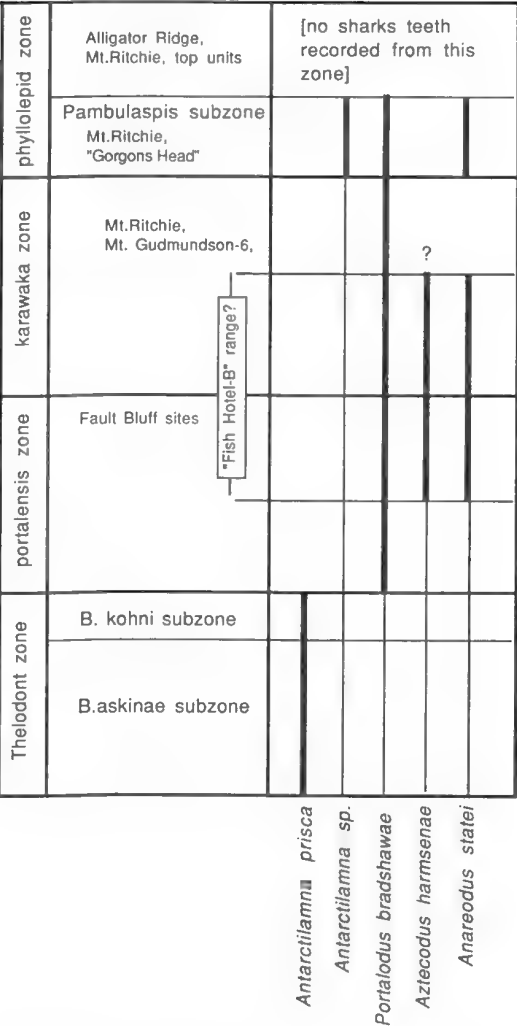 phyllolepid zone
Alligator Ridge,
Mt.Ritchie, top units
[no sharks teeth
recorded from this
zone]
Pambulaspis subzone
Mt.Ritchie,
"Gorgons Head"
karawaka zone
Mt.Ritchie,
Mt. Gudmundson-6,
?
"Fish Hotel-B" range?
portalensis zone
Fault Bluff sites
Thelodont zone
B. kohni subzone
B.askinae subzone
Antarctilamna prisca
Antarctilamna sp.
Portalodus bradshawae
Aztecodus harmsenae
Anareodus statei